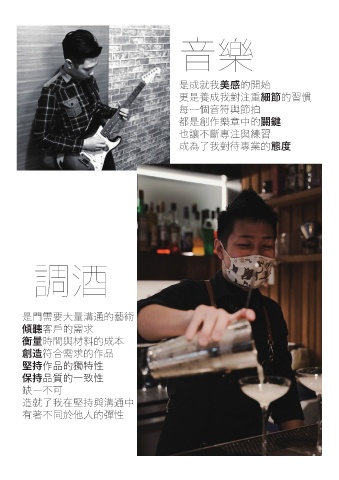 音樂
是成就我美感的開始
更是養成我對注重細節的習慣
每一個音符與節拍
都是創作樂章中的關鍵
也讓不斷專注與練習
成為了我對待專業的態度
調酒
是門需要大量溝通的藝術
傾聽客戶的需求
衡量時間與材料的成本
創造符合需求的作品
堅持作品的獨特性
保持品質的一致性
缺一不可
造就了我在堅持與溝通中
有著不同於他人的彈性